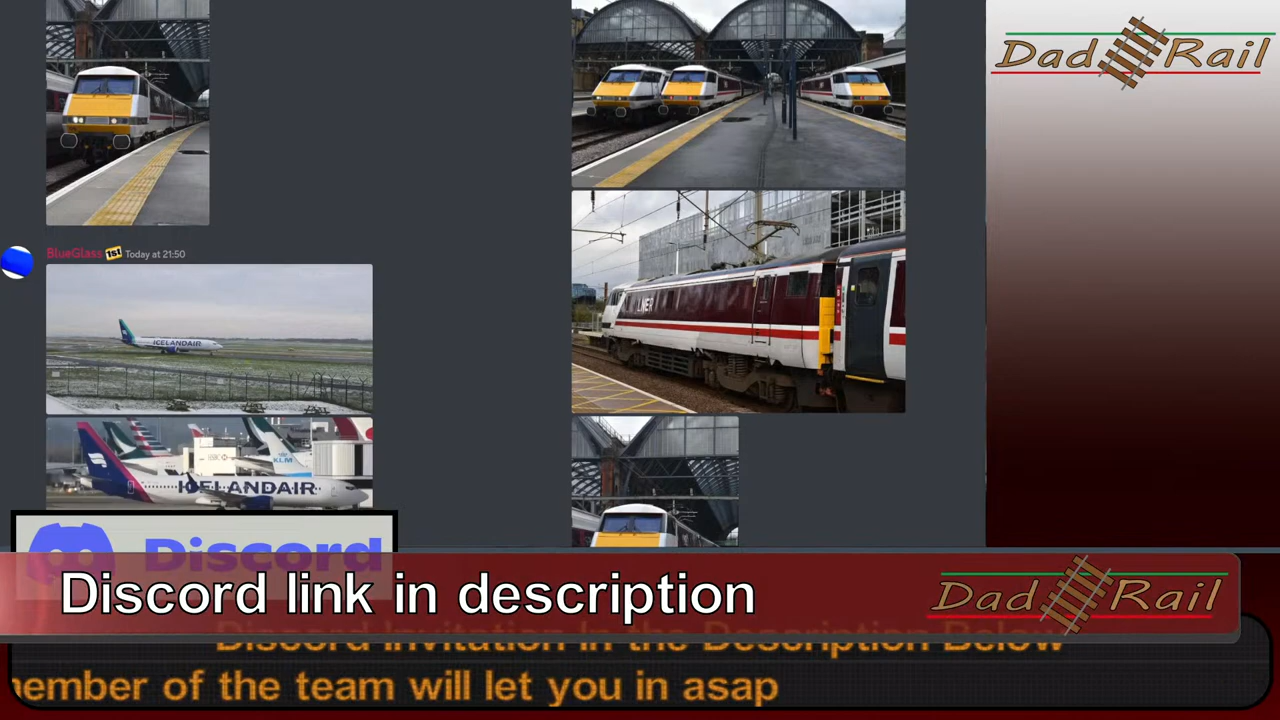 Dad Rail
BlueGlass 1st Today at 21:50
ICELANDAIR
LNER
KLM
ICELANDAIR
Discord
Discord link in description
Dad Rail
Discord Invitation In the Description Below
member of the team will let you in asap